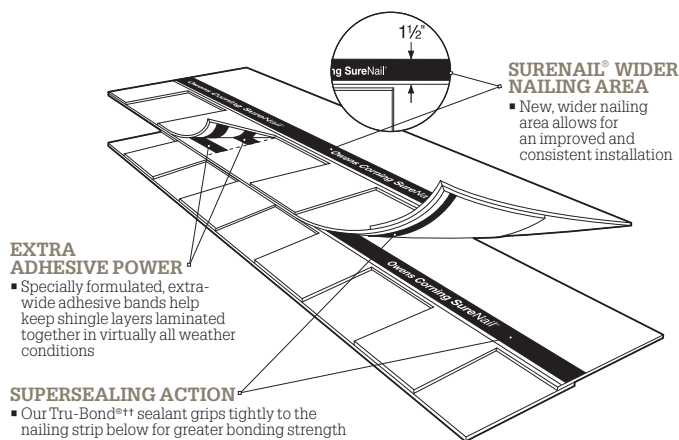 1½"
ng SureNail®
SURENAIL® WIDER
NAILING AREA
▪ New, wider nailing
area allows for
an improved and
consistent installation
Owens Corning SureNail®
Owens Corning SureNai
EXTRA
ADHESIVE POWER
▪ Specially formulated, extra-
wide adhesive bands help
keep shingle layers laminated
together in virtually all weather
conditions
Owens Corning SureNail®
SUPERSEALING ACTION
▪ Our Tru-Bond®†† sealant grips tightly to the
nailing strip below for greater bonding strength